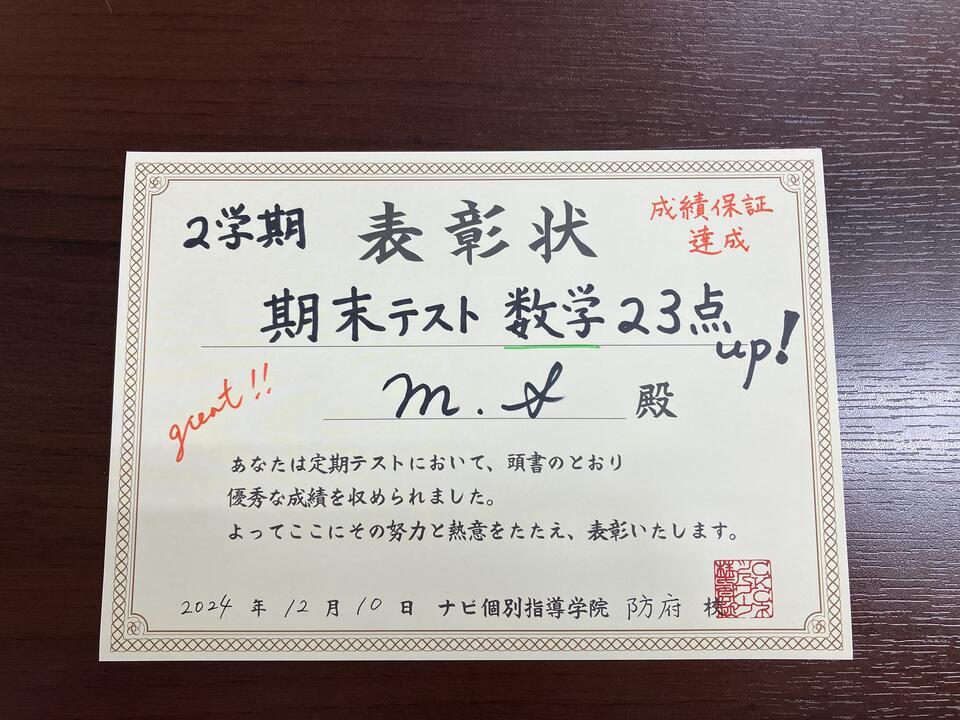 2学期 表彰状 成績保証
達成
期末テスト 数学 23点
up!
great!!
M.S 殿
あなたは定期テストにおいて、頭書のとおり
優秀な成績を収められました。
よってここにその努力と熱意をたたえ、表彰いたします。
2024 年 12 月 10 日 ナビ個別指導学院 防府 校